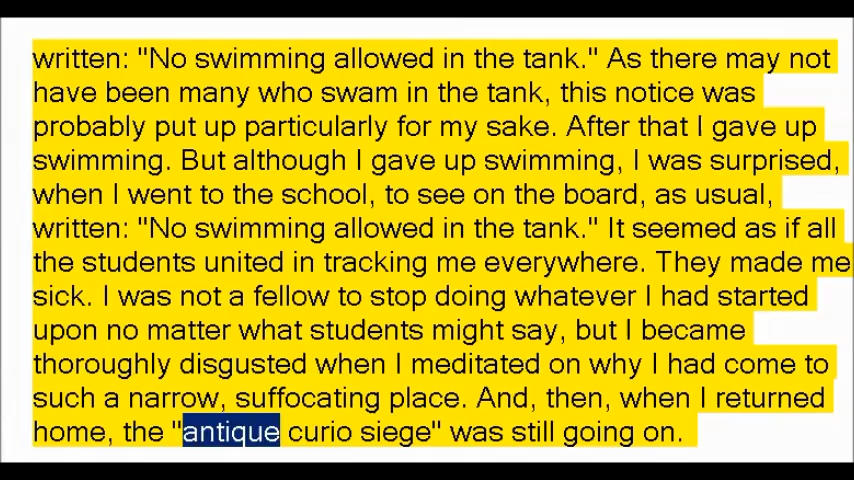 written: "No swimming allowed in the tank." As there may not
have been many who swam in the tank, this notice was
probably put up particularly for my sake. After that I gave up
swimming. But although I gave up swimming, I was surprised,
when I went to the school, to see on the board, as usual,
written: "No swimming allowed in the tank." It seemed as if all
the students united in tracking me everywhere. They made me
sick. I was not a fellow to stop doing whatever I had started
upon no matter what students might say, but I became
thoroughly disgusted when I meditated on why I had come to
such a narrow, suffocating place. And, then, when I returned
home, the "antique curio siege" was still going on.